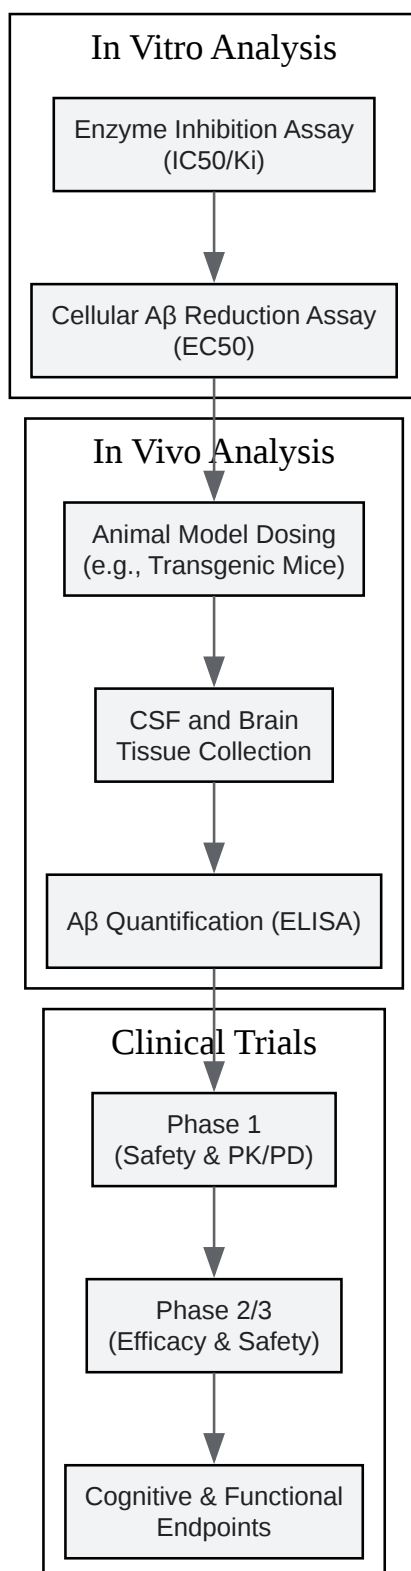 In Vitro Analysis
Enzyme Inhibition Assay
(IC50/Ki)
Cellular Aβ Reduction Assay
(EC50)
In Vivo Analysis
Animal Model Dosing
(e.g., Transgenic Mice)
CSF and Brain
Tissue Collection
Aβ Quantification (ELISA)
Clinical Trials
Phase 1
(Safety & PK/PD)
Phase 2/3
(Efficacy & Safety)
Cognitive & Functional
Endpoints